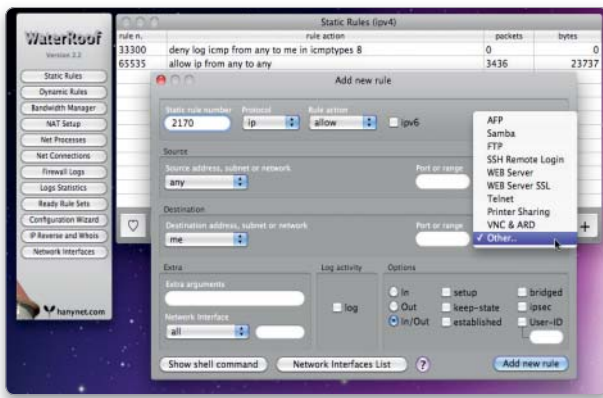 WaterRoof
Version 2.2
Static Rules
Dynamic Rules
Bandwidth Manager
NAT Setup
Net Processes
Net Connections
Firewall Logs
Logs Statistics
Ready Rule Sets
Configuration Wizard
IP Reverse and Whois
Network Interfaces
hanynet.com
Static Rules (ipv4)
rule n. rule action packets bytes
33300 deny log icmp from any to me in icmptypes 8 0 0
65535 allow ip from any to any 3436 23737
Add new rule
Static rule number Protocol Rule action
2170 ip allow ipv6
Source
Source address, subnet or network Port or range
any
Destination
Destination address, subnet or network Port or range
me
AFP
Samba
FTP
SSH Remote Login
WEB Server
WEB Server SSL
Telnet
Printer Sharing
VNC & ARD
✓ Other..
+
Extra Log activity Options
Extra arguments
Network Interface
all
log
In setup bridged
Out keep-state ipsec
In/Out established User-ID
Show shell command Network Interfaces List ? Add new rule